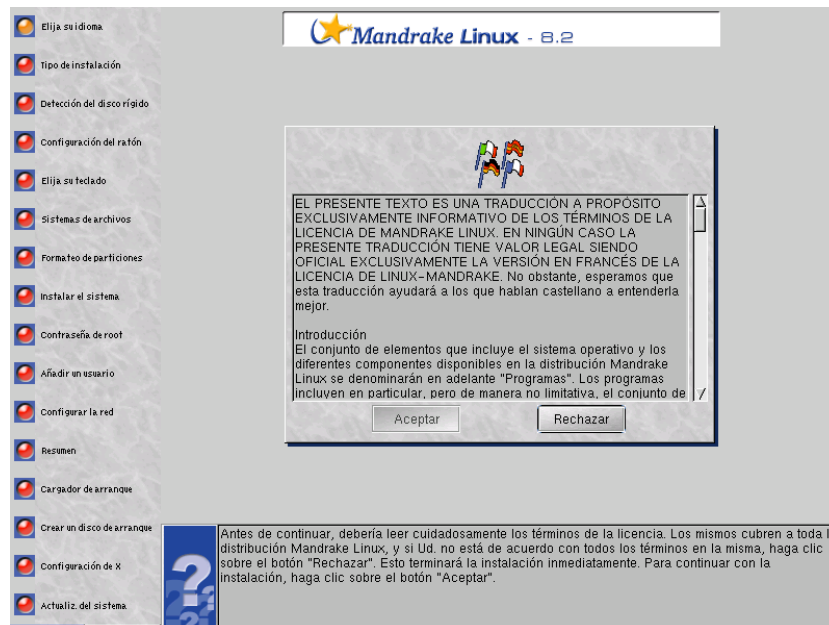 Elija su idioma
Tipo de instalación
Detección del disco rígido
Configuración del ratón
Elija su teclado
Sistemas de archivos
Formateo de particiones
Instalar el sistema
Contraseña de root
Añadir un usuario
Configurar la red
Resumen
Cargador de arranque
Crear un disco de arranque
Configuración de X
Actualiz. del sistema
Mandrake Linux - 8.2
EL PRESENTE TEXTO ES UNA TRADUCCIÓN A PROPÓSITO
EXCLUSIVAMENTE INFORMATIVO DE LOS TÉRMINOS DE LA
LICENCIA DE MANDRAKE LINUX. EN NINGÚN CASO LA
PRESENTE TRADUCCIÓN TIENE VALOR LEGAL SIENDO
OFICIAL EXCLUSIVAMENTE LA VERSIÓN EN FRANCÉS DE LA
LICENCIA DE LINUX-MANDRAKE. No obstante, esperamos que
esta traducción ayudará a los que hablan castellano a entenderla
mejor.
Introducción
El conjunto de elementos que incluye el sistema operativo y los
diferentes componentes disponibles en la distribución Mandrake
Linux se denominarán en adelante "Programas". Los programas
incluyen en particular, pero de manera no limitativa, el conjunto de
Aceptar
Rechazar
Antes de continuar, debería leer cuidadosamente los términos de la licencia. Los mismos cubren a toda l
distribución Mandrake Linux, y si Ud. no está de acuerdo con todos los términos en la misma, haga clic
sobre el botón "Rechazar". Esto terminará la instalación inmediatamente. Para continuar con la
instalación, haga clic sobre el botón "Aceptar".